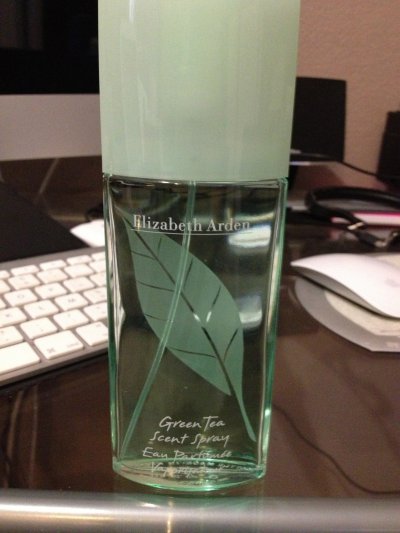 Elizabeth Arden
Green Tea
Scent Spray
Eau Parfumée